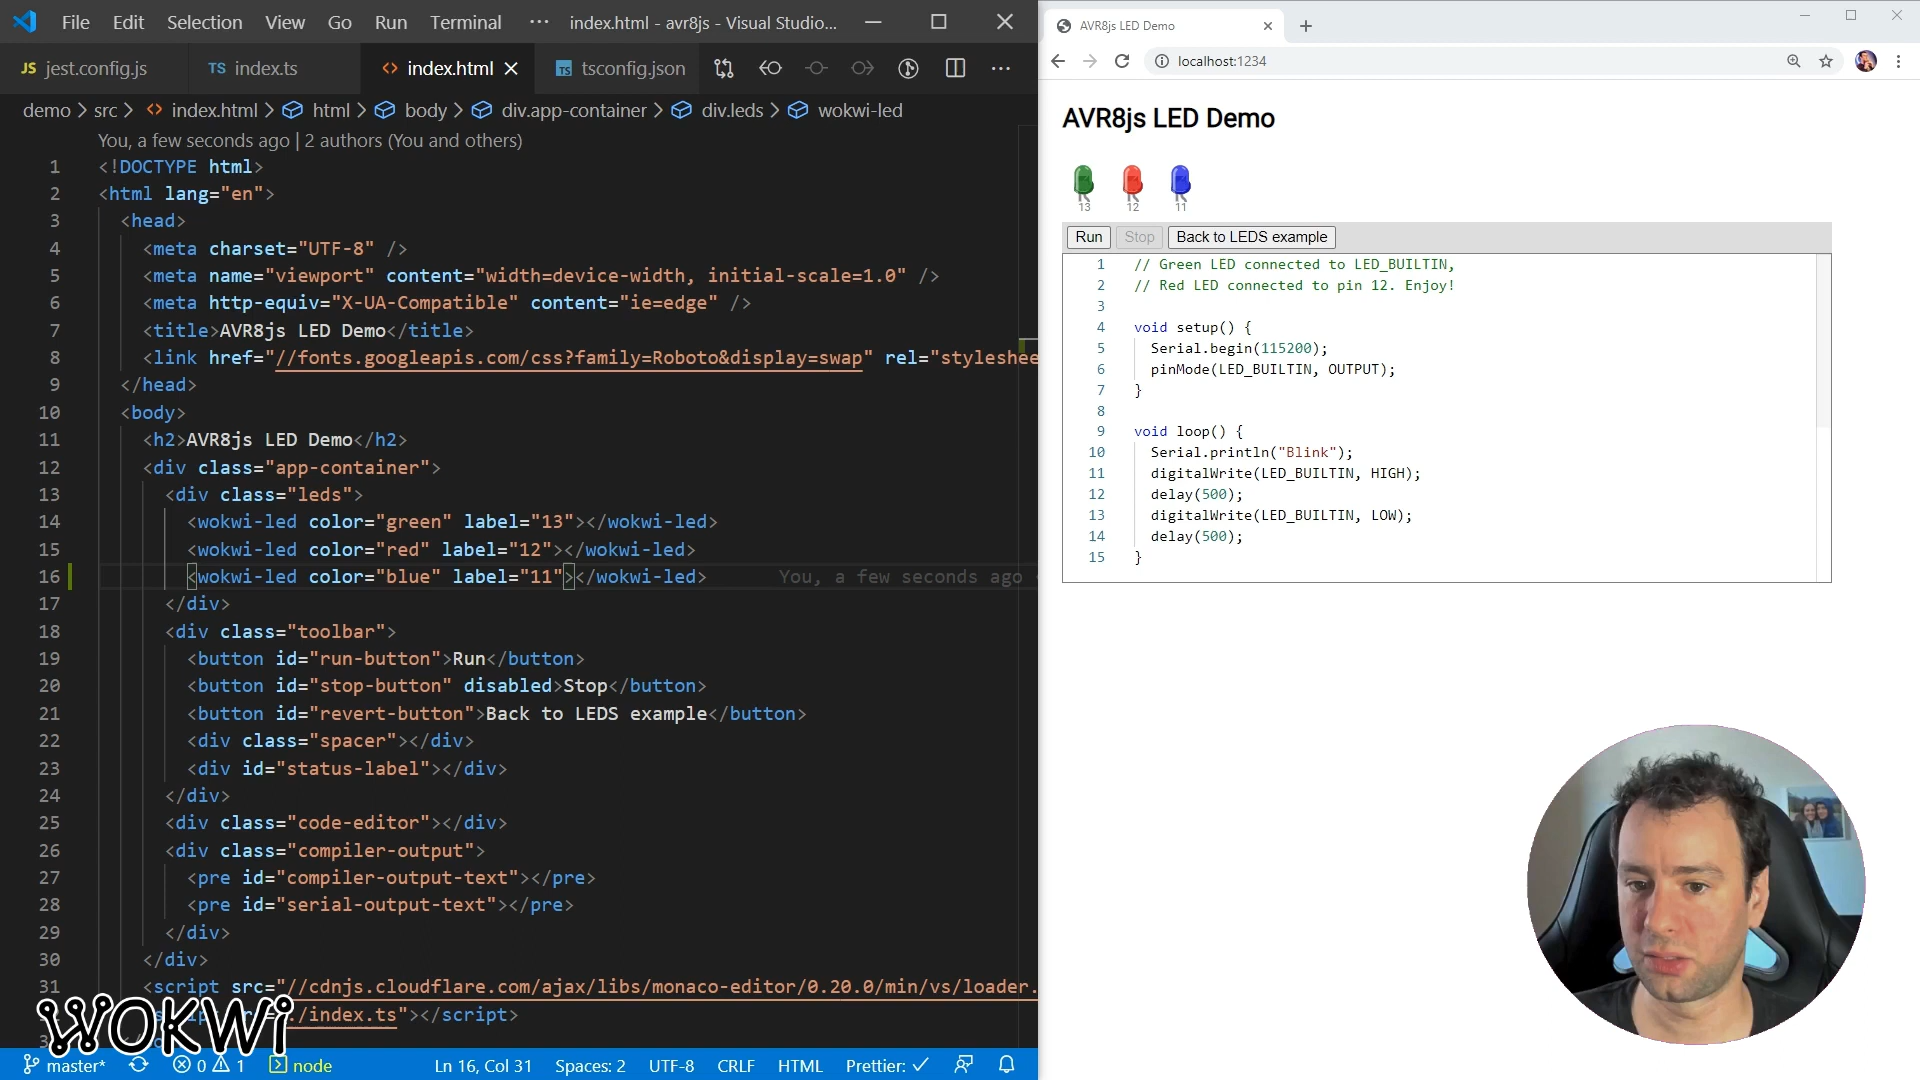 File Edit Selection View Go Run Terminal ··· index.html - avr8js - Visual Studio...
JS jest.config.js TS index.ts <> index.html TS tsconfig.json
demo > src > <> index.html > html > body > div.app-container > div.leds > wokwi-led
You, a few seconds ago | 2 authors (You and others)
1 <!DOCTYPE html>
2 <html lang="en">
3 <head>
4 <meta charset="UTF-8" />
5 <meta name="viewport" content="width=device-width, initial-scale=1.0" />
6 <meta http-equiv="X-UA-Compatible" content="ie=edge" />
7 <title>AVR8js LED Demo</title>
8 <link href="//fonts.googleapis.com/css?family=Roboto&display=swap" rel="styleshee
9 </head>
10 <body>
11 <h2>AVR8js LED Demo</h2>
12 <div class="app-container">
13 <div class="leds">
14 <wokwi-led color="green" label="13"></wokwi-led>
15 <wokwi-led color="red" label="12"></wokwi-led>
16 <wokwi-led color="blue" label="11"></wokwi-led> You, a few seconds ago
17 </div>
18 <div class="toolbar">
19 <button id="run-button">Run</button>
20 <button id="stop-button" disabled>Stop</button>
21 <button id="revert-button">Back to LEDS example</button>
22 <div class="spacer"></div>
23 <div id="status-label"></div>
24 </div>
25 <div class="code-editor"></div>
26 <div class="compiler-output">
27 <pre id="compiler-output-text"></pre>
28 <pre id="serial-output-text"></pre>
29 </div>
30 </div>
31 <script src="//cdnjs.cloudflare.com/ajax/libs/monaco-editor/0.20.0/min/vs/loader.
./index.ts"></script>
WOKWI
master* 0 1 node Ln 16, Col 31 Spaces: 2 UTF-8 CRLF HTML Prettier: ✓
AVR8js LED Demo
localhost:1234
AVR8js LED Demo
13 12 11
Run Stop Back to LEDS example
1 // Green LED connected to LED_BUILTIN,
2 // Red LED connected to pin 12. Enjoy!
3
4 void setup() {
5 Serial.begin(115200);
6 pinMode(LED_BUILTIN, OUTPUT);
7 }
8
9 void loop() {
10 Serial.println("Blink");
11 digitalWrite(LED_BUILTIN, HIGH);
12 delay(500);
13 digitalWrite(LED_BUILTIN, LOW);
14 delay(500);
15 }